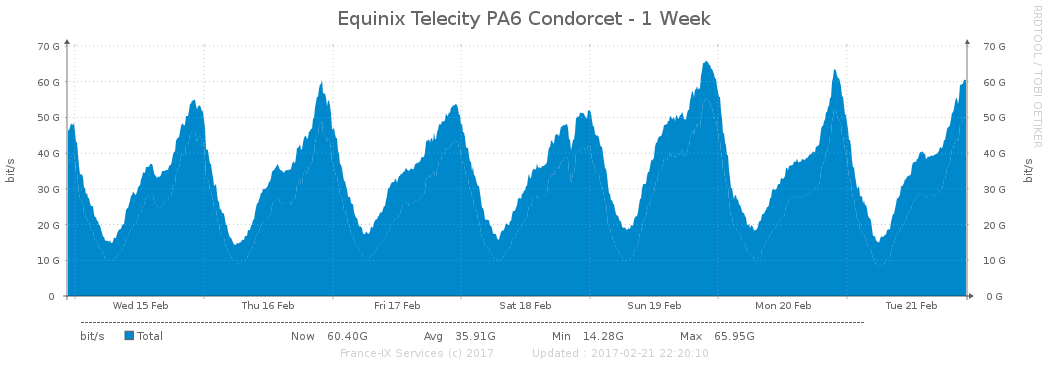 Equinix Telecity PA6 Condorcet - 1 Week
RRDTOOL / TOBI OETIKER
70 G 70 G
60 G 60 G
50 G 50 G
40 G 40 G
30 G 30 G
20 G 20 G
10 G 10 G
0 0 G
bit/s bit/s
Wed 15 Feb Thu 16 Feb Fri 17 Feb Sat 18 Feb Sun 19 Feb Mon 20 Feb Tue 21 Feb
bit/s Total Now 60.40G Avg 35.91G Min 14.28G Max 65.95G
France-IX Services (c) 2017 Updated : 2017-02-21 22:20:10